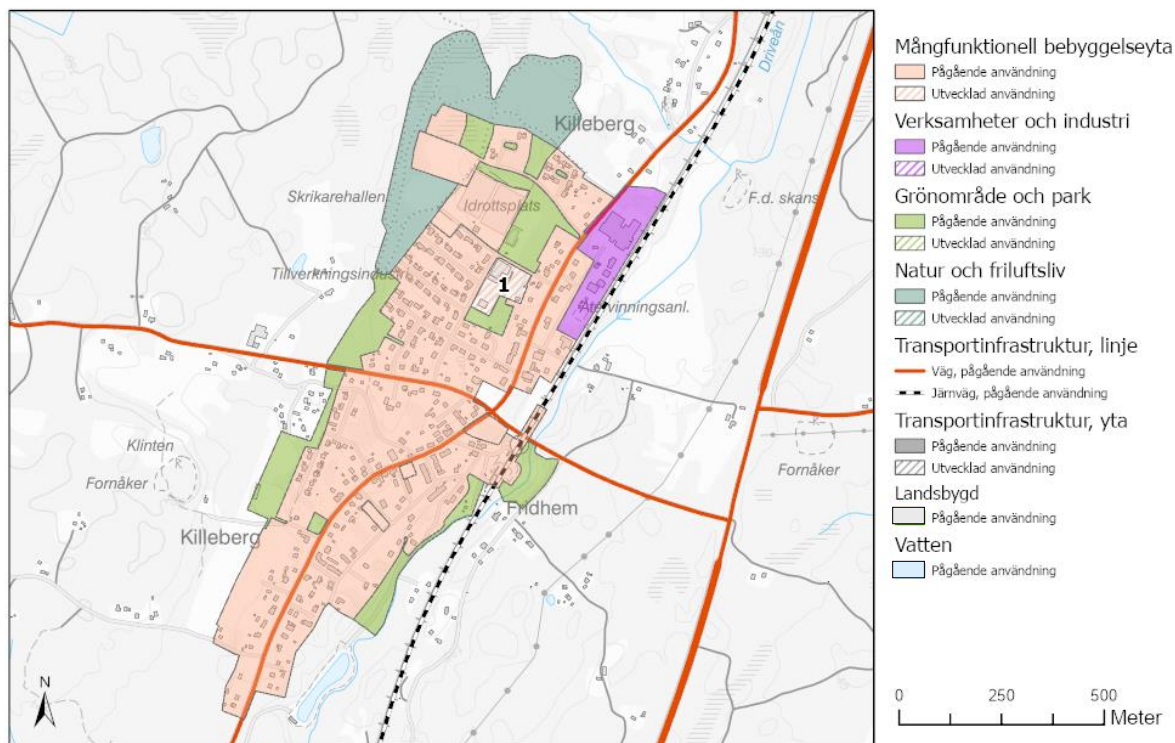 Driveån
Killeberg
Skrikarehallen
Idrottsplats
F.d. skans
Tillverkningsindustri
1
Återvinningsanl.
Klinten
Fornåker
Fornåker
Fridhem
Killeberg
N
Mångfunktionell bebyggelseyta
Pågående användning
Utvecklad användning
Verksamheter och industri
Pågående användning
Utvecklad användning
Grönområde och park
Pågående användning
Utvecklad användning
Natur och friluftsliv
Pågående användning
Utvecklad användning
Transportinfrastruktur, linje
Väg, pågående användning
Järnväg, pågående användning
Transportinfrastruktur, yta
Pågående användning
Utvecklad användning
Landsbygd
Pågående användning
Vatten
Pågående användning
0 250 500
Meter